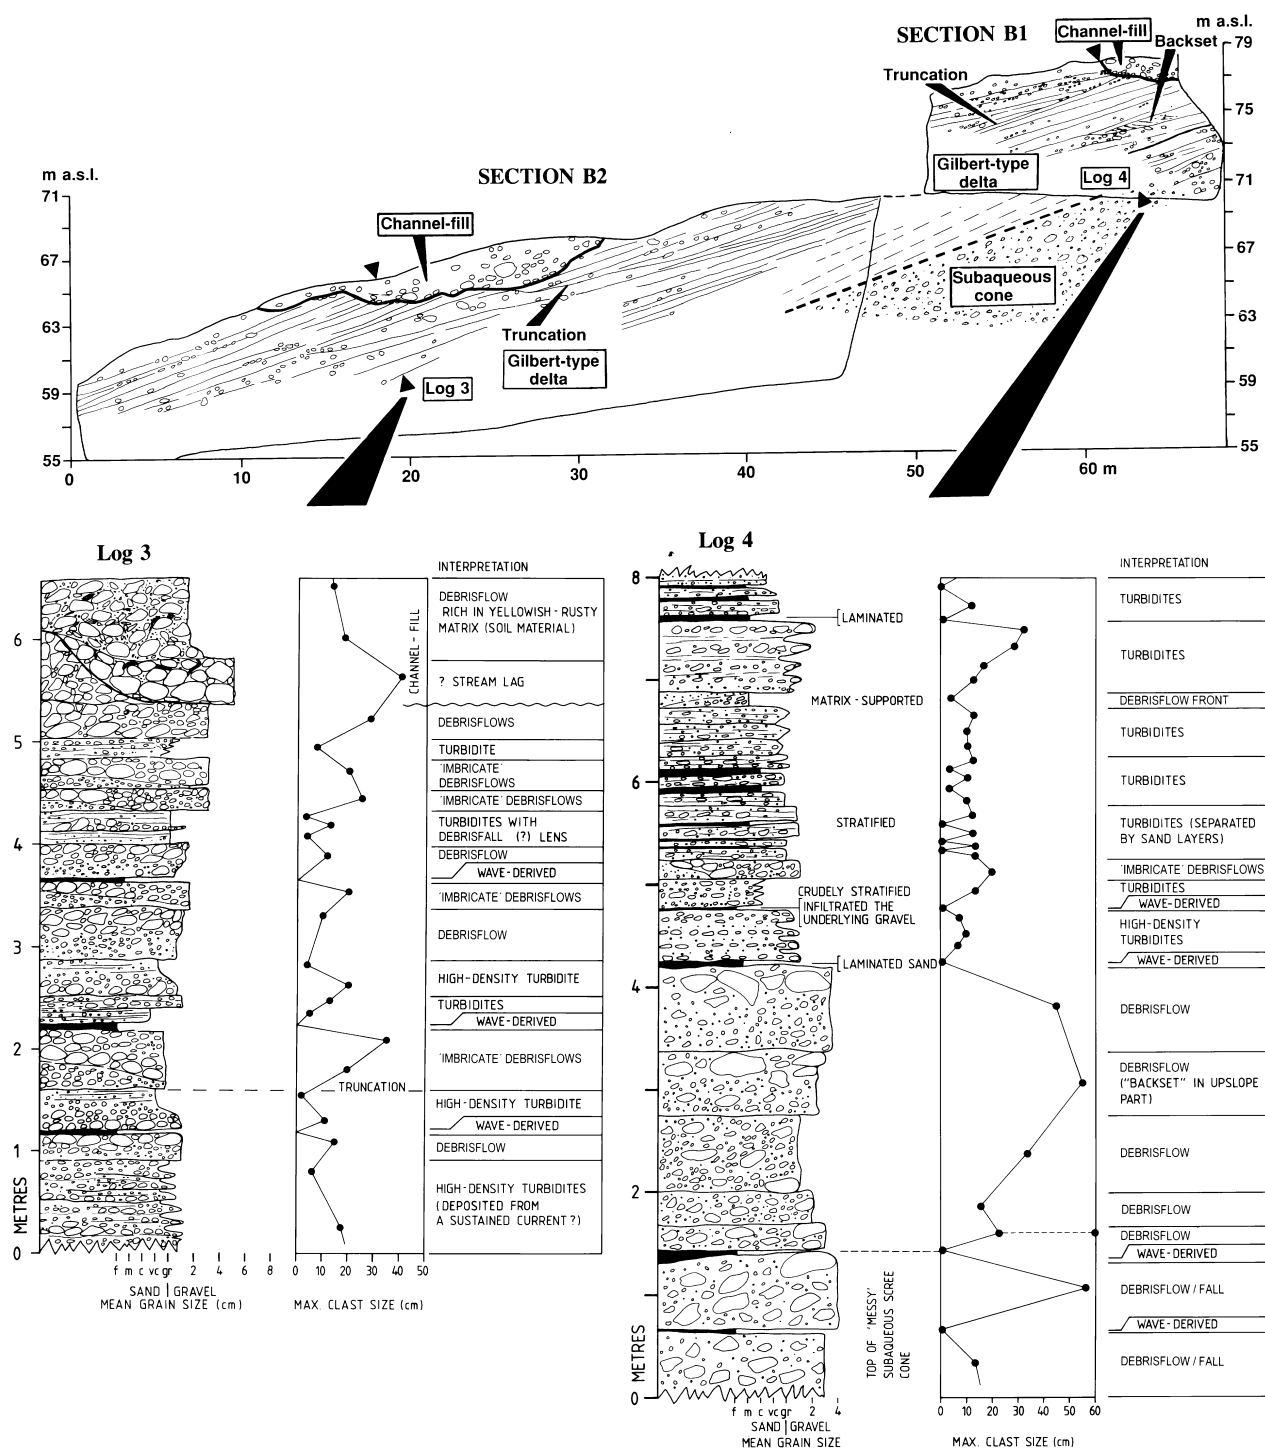 SECTION B1
Channel-fill
m a.s.l.
Backset
79
Truncation
75
Gilbert-type
delta
Log 4
71
67
Subaqueous
cone
63
59
55
SECTION B2
m a.s.l.
71
Channel-fill
67
63
Truncation
Gilbert-type
delta
59
Log 3
55
0
10
20
30
40
50
60 m
Log 3
INTERPRETATION
DEBRISFLOW
RICH IN YELLOWISH-RUSTY
MATRIX (SOIL MATERIAL)
CHANNEL - FILL
? STREAM LAG
DEBRISFLOWS
TURBIDITE
'IMBRICATE'
DEBRISFLOWS
'IMBRICATE' DEBRISFLOWS
TURBIDITES WITH
DEBRISFALL (?) LENS
DEBRISFLOW
WAVE-DERIVED
'IMBRICATE' DEBRISFLOWS
DEBRISFLOW
HIGH-DENSITY TURBIDITE
TURBIDITES
WAVE-DERIVED
'IMBRICATE' DEBRISFLOWS
TRUNCATION
HIGH-DENSITY TURBIDITE
WAVE-DERIVED
DEBRISFLOW
HIGH-DENSITY TURBIDITES
(DEPOSITED FROM
A SUSTAINED CURRENT?)
6
5
4
3
2
1
0
METRES
f m c vc gr 2 4 6 8
SAND | GRAVEL
MEAN GRAIN SIZE (cm)
0 10 20 30 40 50
MAX. CLAST SIZE (cm)
Log 4
INTERPRETATION
8
6
4
2
0
METRES
LAMINATED
MATRIX-SUPPORTED
STRATIFIED
CRUDELY STRATIFIED
INFILTRATED THE
UNDERLYING GRAVEL
LAMINATED SAND
TOP OF 'MESSY'
SUBAQUEOUS SCREE
CONE
TURBIDITES
TURBIDITES
DEBRISFLOW FRONT
TURBIDITES
TURBIDITES
TURBIDITES (SEPARATED
BY SAND LAYERS)
'IMBRICATE' DEBRISFLOWS
TURBIDITES
WAVE-DERIVED
HIGH-DENSITY
TURBIDITES
WAVE-DERIVED
DEBRISFLOW
DEBRISFLOW
("BACKSET" IN UPSLOPE
PART)
DEBRISFLOW
DEBRISFLOW
DEBRISFLOW
WAVE-DERIVED
DEBRISFLOW/FALL
WAVE-DERIVED
DEBRISFLOW/FALL
f m c vc gr 2 4
SAND | GRAVEL
MEAN GRAIN SIZE
0 10 20 30 40 50 60
MAX. CLAST SIZE (cm)